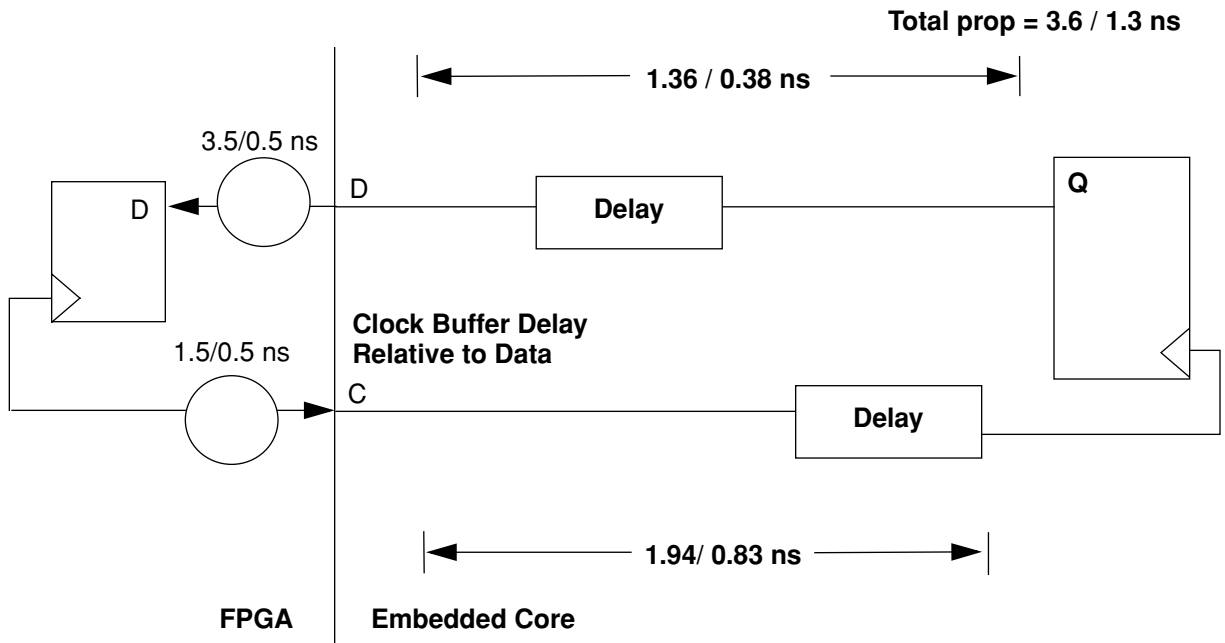 Total prop = 3.6 / 1.3 ns
1.36 / 0.38 ns
3.5/0.5 ns
D
D
Delay
Q
Clock Buffer Delay
Relative to Data
1.5/0.5 ns
C
Delay
1.94/ 0.83 ns
FPGA
Embedded Core